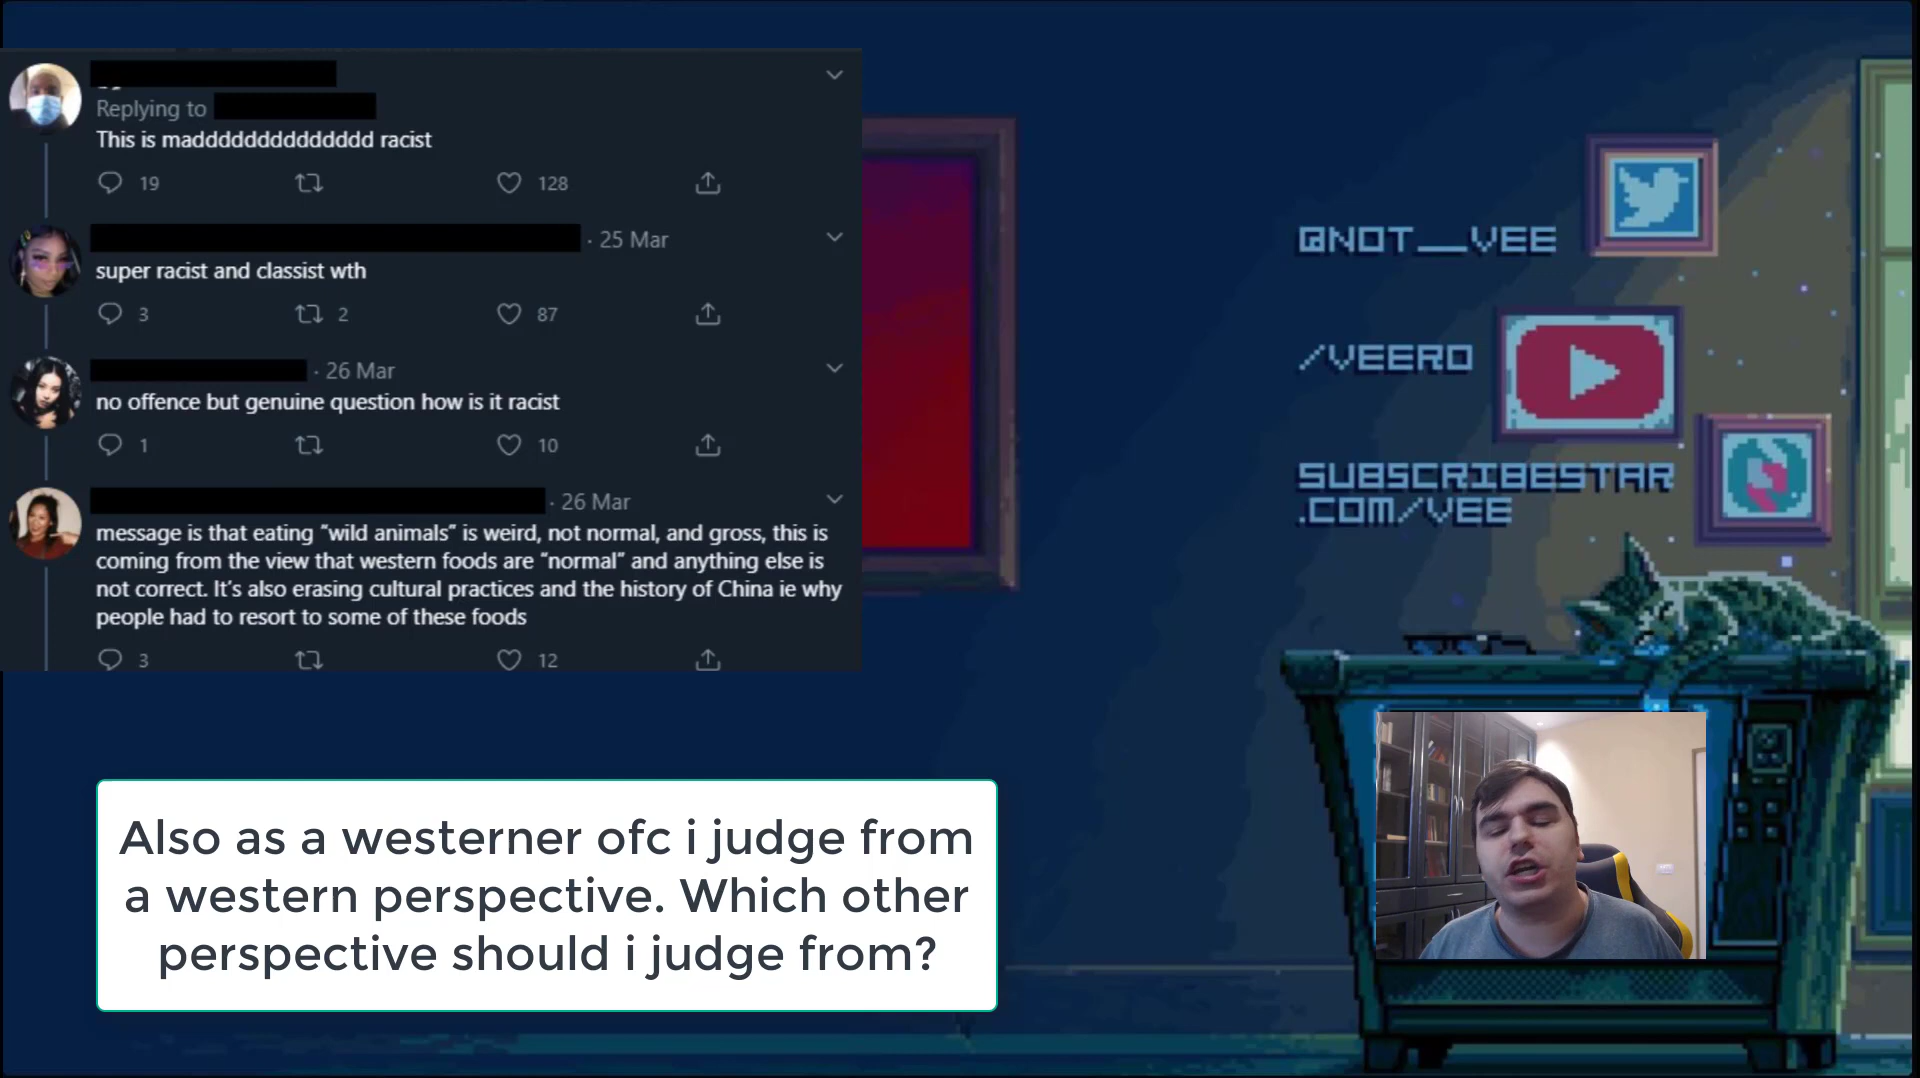 Replying to
This is madddddddddddddd racist
19 128
· 25 Mar
super racist and classist wth
3 2 87
· 26 Mar
no offence but genuine question how is it racist
1 10
· 26 Mar
message is that eating “wild animals” is weird, not normal, and gross, this is
coming from the view that western foods are “normal” and anything else is
not correct. It's also erasing cultural practices and the history of China ie why
people had to resort to some of these foods
3 12
@NOT__VEE
/VEERO
SUBSCRIBESTAR
.COM/VEE
Also as a westerner ofc i judge from
a western perspective. Which other
perspective should i judge from?